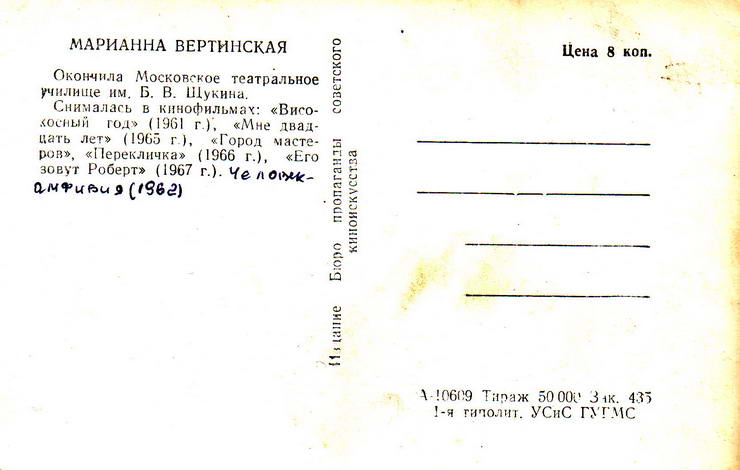 МАРИАННА ВЕРТИНСКАЯ
Окончила Московское театральное
училище им. Б. В. Щукина.
Снималась в кинофильмах: «Висо-
косный год» (1961 г.), «Мне двад-
цать лет» (1965 г.), «Город масте-
ров», «Перекличка» (1966 г.), «Его
зовут Роберт» (1967 г.). Человек-
амфибия (1962)
Издание Бюро пропаганды советского
киноискусства
Цена 8 коп.
А-10609 Тираж 50 000 Зак. 435
1-я типолит. УСиС ГУГМС